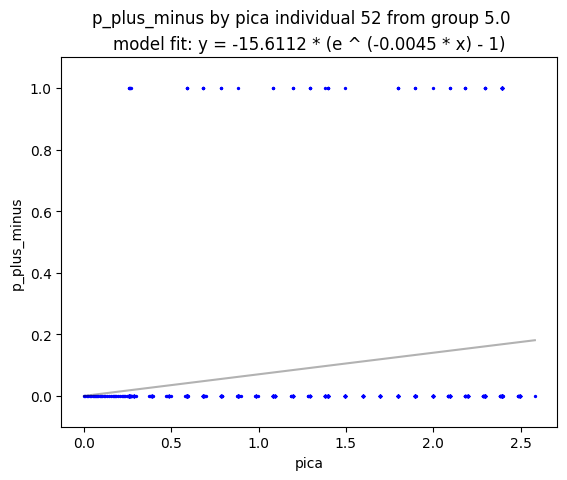 p_plus_minus by pica individual 52 from group 5.0
model fit: y = -15.6112 * (e ^ (-0.0045 * x) - 1)
1.0
0.8
0.6
0.4
0.2
0.0
p_plus_minus
0.0 0.5 1.0 1.5 2.0 2.5
pica